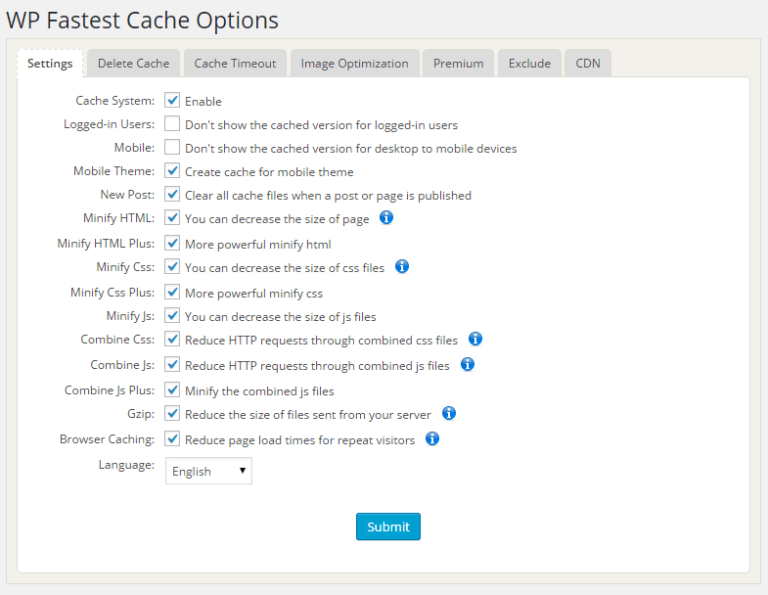 WP Fastest Cache Options
Settings Delete Cache Cache Timeout Image Optimization Premium Exclude CDN
Cache System: Enable
Logged-in Users: Don't show the cached version for logged-in users
Mobile: Don't show the cached version for desktop to mobile devices
Mobile Theme: Create cache for mobile theme
New Post: Clear all cache files when a post or page is published
Minify HTML: You can decrease the size of page
Minify HTML Plus: More powerful minify html
Minify Css: You can decrease the size of css files
Minify Css Plus: More powerful minify css
Minify Js: You can decrease the size of js files
Combine Css: Reduce HTTP requests through combined css files
Combine Js: Reduce HTTP requests through combined js files
Combine Js Plus: Minify the combined js files
Gzip: Reduce the size of files sent from your server
Browser Caching: Reduce page load times for repeat visitors
Language: English
Submit